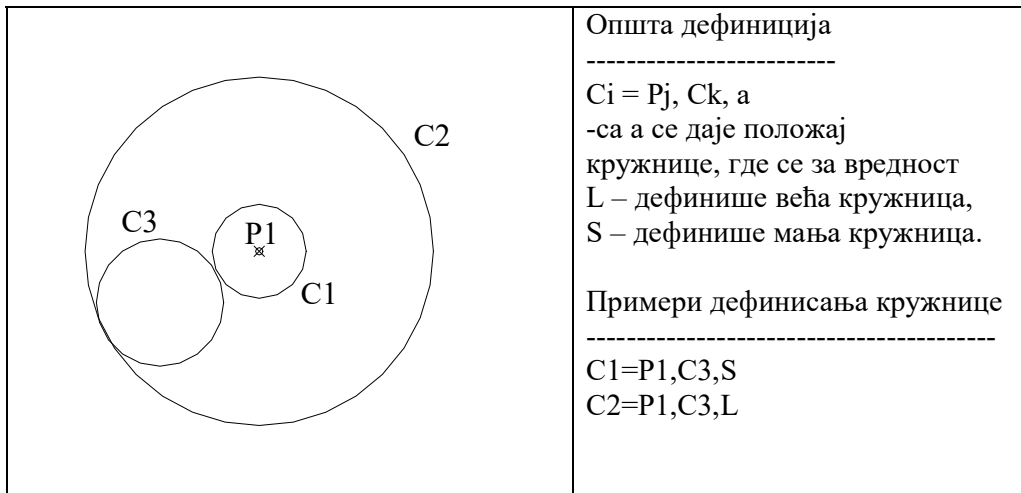 C2
C3
P1
C1
Општа дефиниција
-------------------------
Ci = Pj, Ck, a
-са а се даје положај
кружнице, где се за вредност
L – дефинише већа кружница,
S – дефинише мања кружница.
Примери дефинисања кружнице
-----------------------------------------
C1=P1,C3,S
C2=P1,C3,L